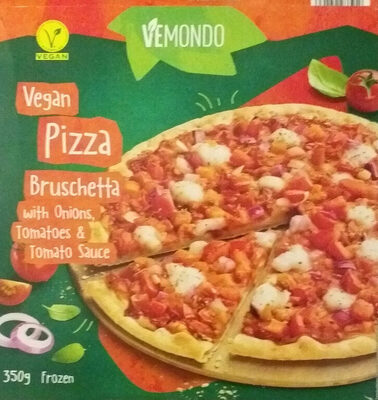 VEGAN
VEMONDO
Vegan
Pizza
Bruschetta
with Onions,
Tomatoes &
Tomato Sauce
350g frozen